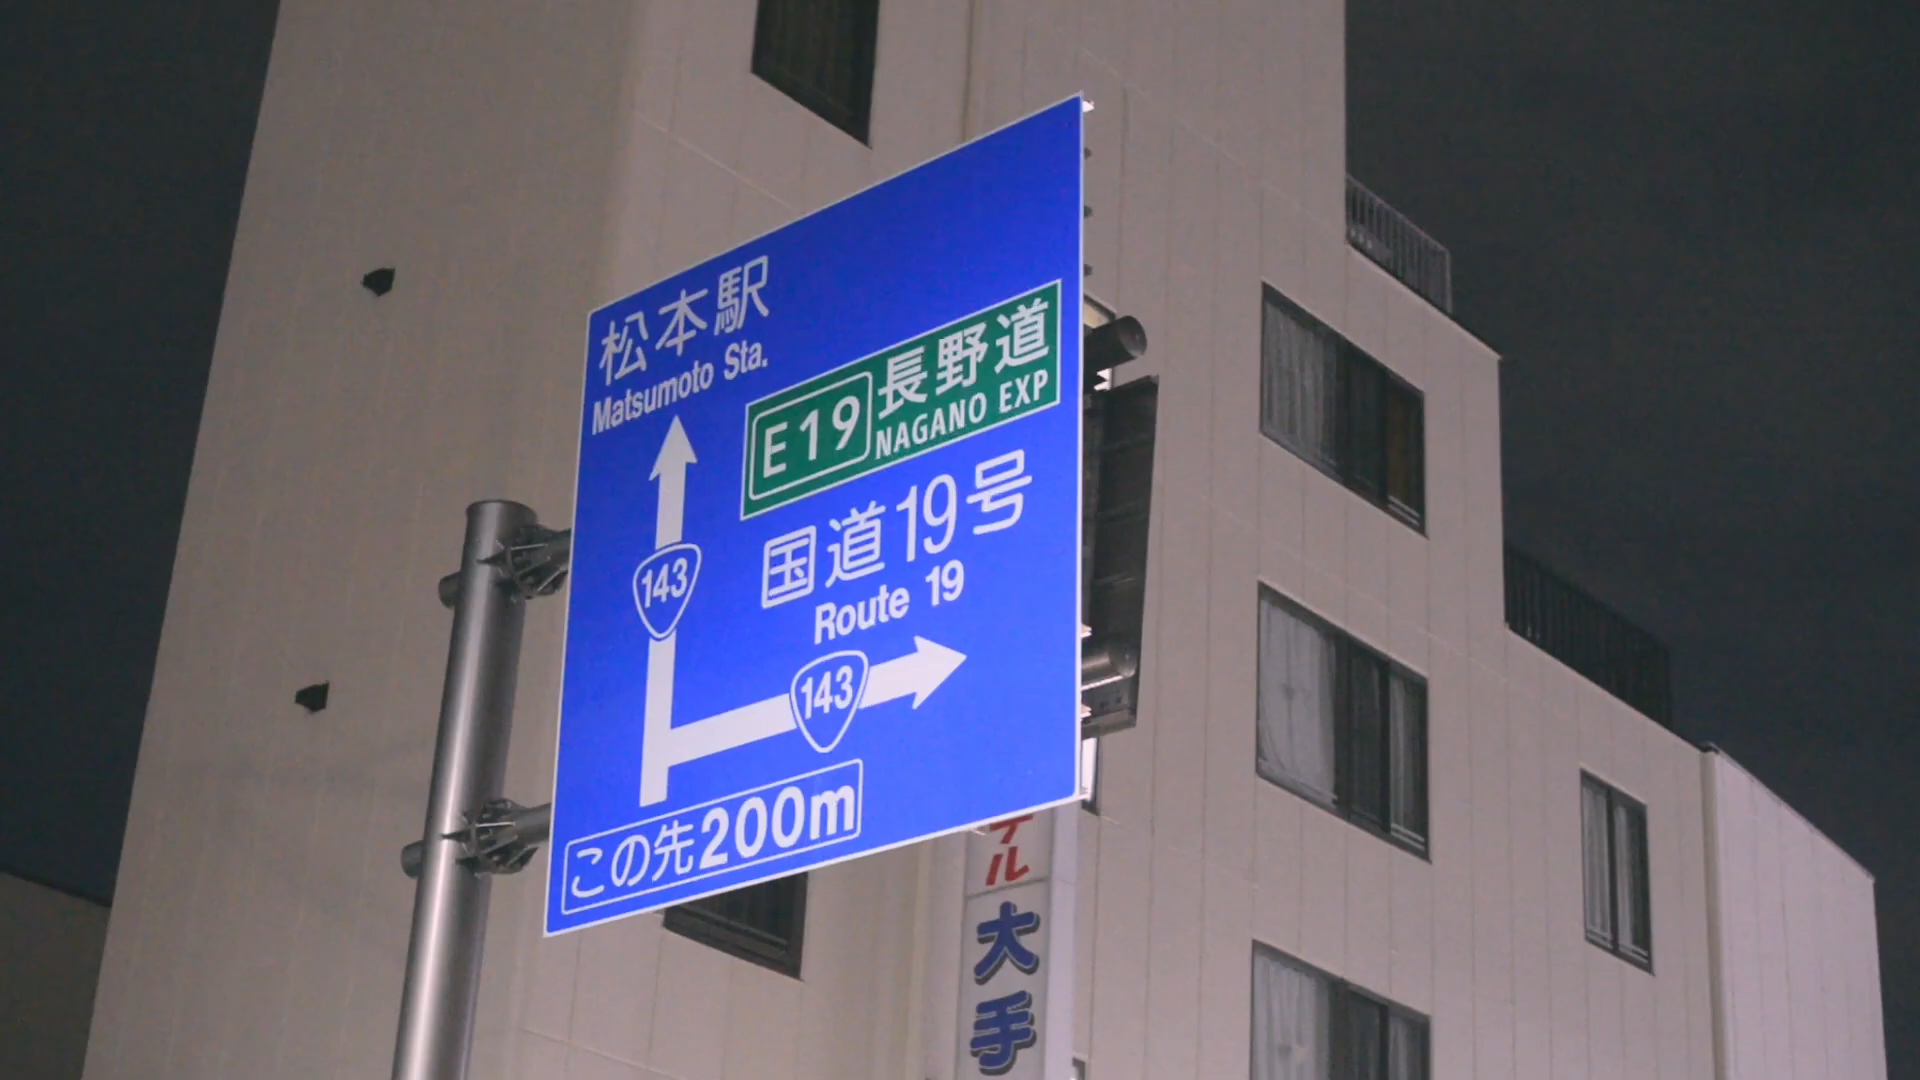 松本駅
Matsumoto Sta.
E19 長野道
NAGANO EXP
国道19号
Route 19
143
143
この先200m
テル
大手